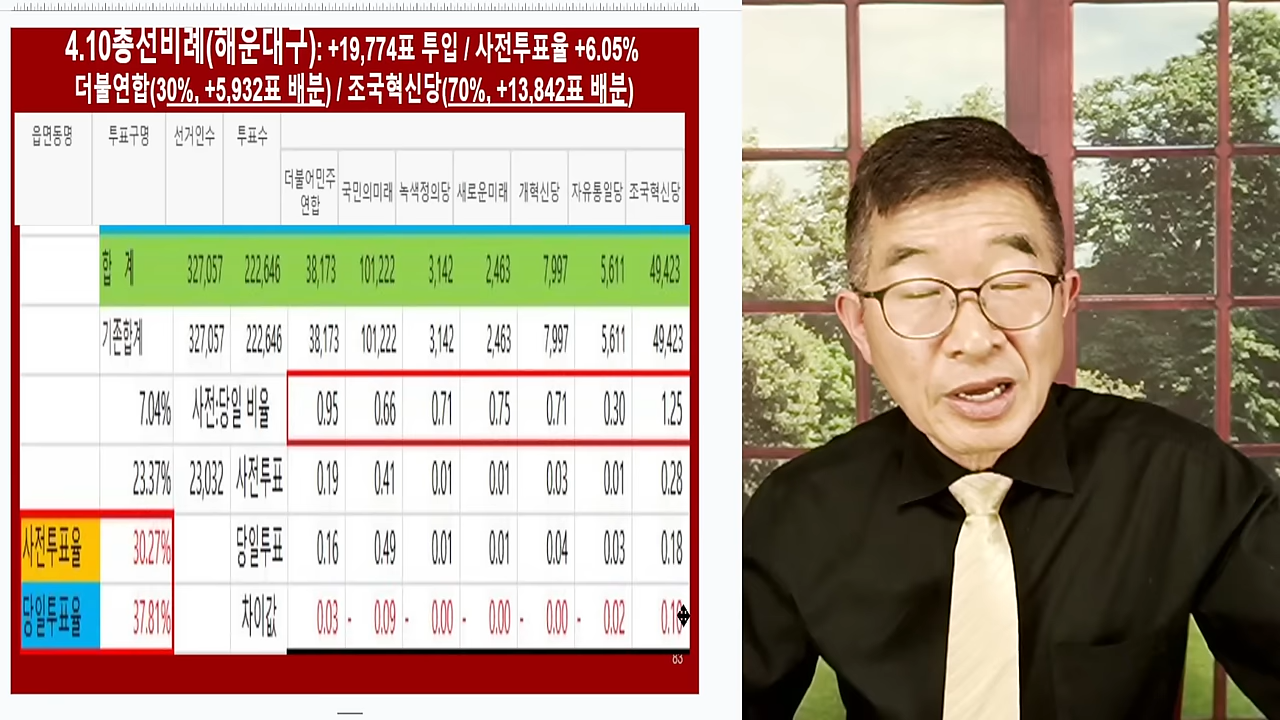 4.10총선비례(해운대구): +19,774표 투입 / 사전투표율 +6.05%
더불연합(30%, +5,932표 배분) / 조국혁신당(70%, +13,842표 배분)
읍면동명 투표구명 선거인수 투표수
더불어민주연합 국민의미래 녹색정의당 새로운미래 개혁신당 자유통일당 조국혁신당
합 계 327,057 222,646 38,173 101,222 3,142 2,463 7,997 5,611 49,423
기존합계 327,057 222,646 38,173 101,222 3,142 2,463 7,997 5,611 49,423
7.04% 사전;당일 비율 0.95 0.66 0.71 0.75 0.71 0.30 1.25
23.37% 23,032 사전투표 0.19 0.41 0.01 0.01 0.03 0.01 0.28
사전투표율 30.27% 당일투표 0.16 0.49 0.01 0.01 0.04 0.03 0.18
당일투표율 37.81% 차이값 0.03 - 0.09 - 0.00 - 0.00 - 0.00 - 0.02
83